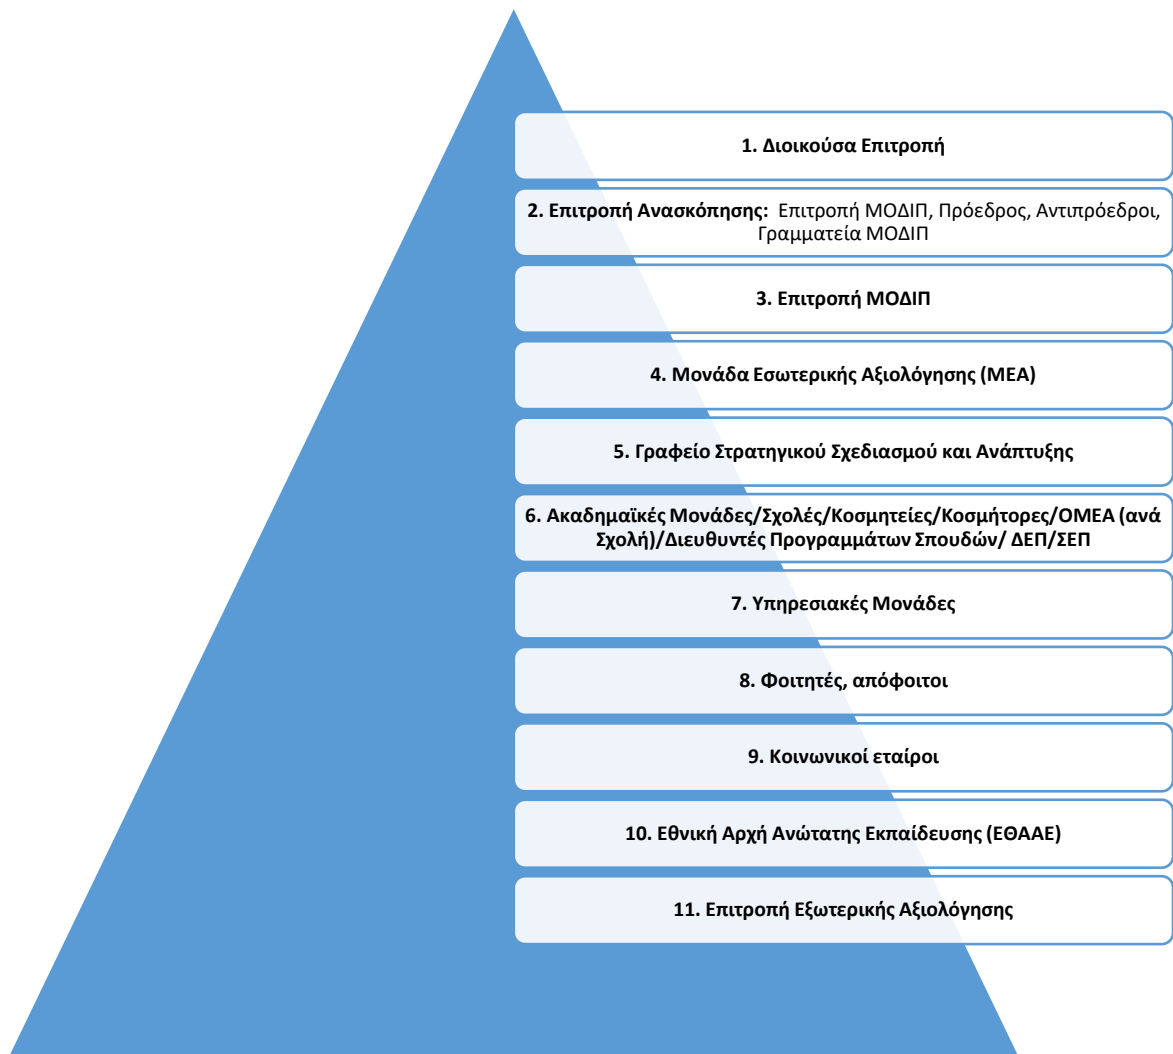 1. Διοικούσα Επιτροπή
2. Επιτροπή Ανασκόπησης: Επιτροπή ΜΟΔΙΠ, Πρόεδρος, Αντιπρόεδροι,
Γραμματεία ΜΟΔΙΠ
3. Επιτροπή ΜΟΔΙΠ
4. Μονάδα Εσωτερικής Αξιολόγησης (ΜΕΑ)
5. Γραφείο Στρατηγικού Σχεδιασμού και Ανάπτυξης
6. Ακαδημαϊκές Μονάδες/Σχολές/Κοσμητείες/Κοσμήτορες/ΟΜΕΑ (ανά
Σχολή)/Διευθυντές Προγραμμάτων Σπουδών/ ΔΕΠ/ΣΕΠ
7. Υπηρεσιακές Μονάδες
8. Φοιτητές, απόφοιτοι
9. Κοινωνικοί εταίροι
10. Εθνική Αρχή Ανώτατης Εκπαίδευσης (ΕΘΑΑΕ)
11. Επιτροπή Εξωτερικής Αξιολόγησης